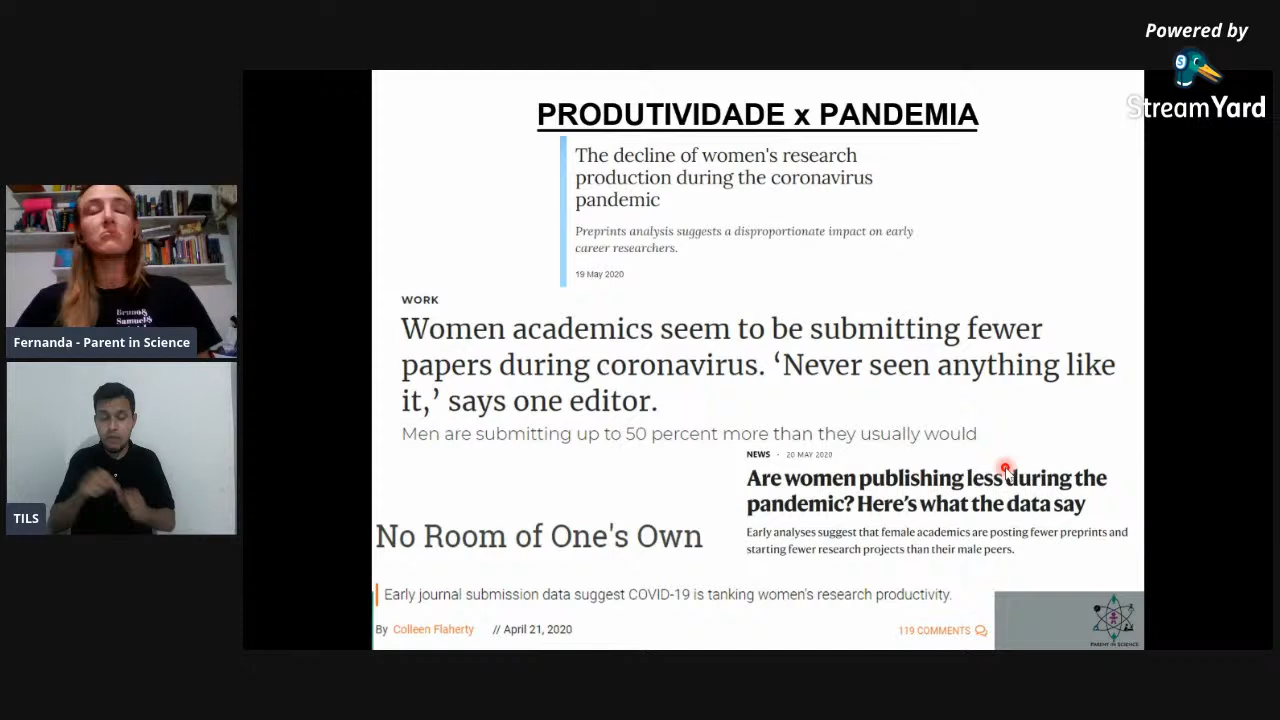 Powered by
StreamYard
PRODUTIVIDADE x PANDEMIA
The decline of women's research
production during the coronavirus
pandemic
Preprints analysis suggests a disproportionate impact on early
career researchers.
19 May 2020
WORK
Women academics seem to be submitting fewer
papers during coronavirus. ‘Never seen anything like
it,’ says one editor.
Men are submitting up to 50 percent more than they usually would
NEWS · 20 MAY 2020
Are women publishing less during the
pandemic? Here’s what the data say
Early analyses suggest that female academics are posting fewer preprints and
starting fewer research projects than their male peers.
No Room of One's Own
Early journal submission data suggest COVID-19 is tanking women's research productivity.
By Colleen Flaherty // April 21, 2020
119 COMMENTS
PARENT IN SCIENCE
Bruno&
Samuel&
Fernanda - Parent in Science
TILS